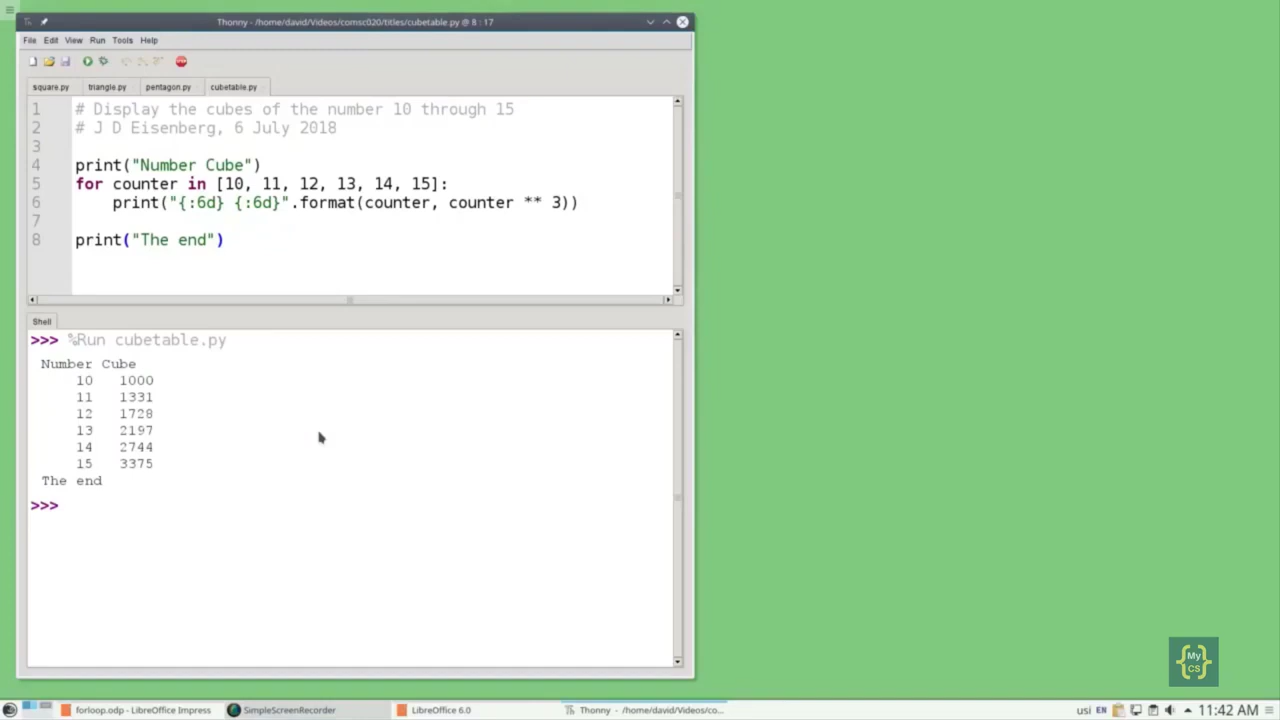 Thonny - /home/david/Videos/comsc020/titles/cubetable.py @ 8 : 17
File Edit View Run Tools Help
STOP
square.py triangle.py pentagon.py cubetable.py
1 # Display the cubes of the number 10 through 15
2 # J D Eisenberg, 6 July 2018
3
4 print("Number Cube")
5 for counter in [10, 11, 12, 13, 14, 15]:
6     print("{:6d} {:6d}".format(counter, counter ** 3))
7
8 print("The end")
Shell
>>> %Run cubetable.py
Number Cube
    10   1000
    11   1331
    12   1728
    13   2197
    14   2744
    15   3375
The end
>>>
{My CS}
forloop.odp - LibreOffice Impress SimpleScreenRecorder LibreOffice 6.0 Thonny - /home/david/Videos/co... usi EN 11:42 AM